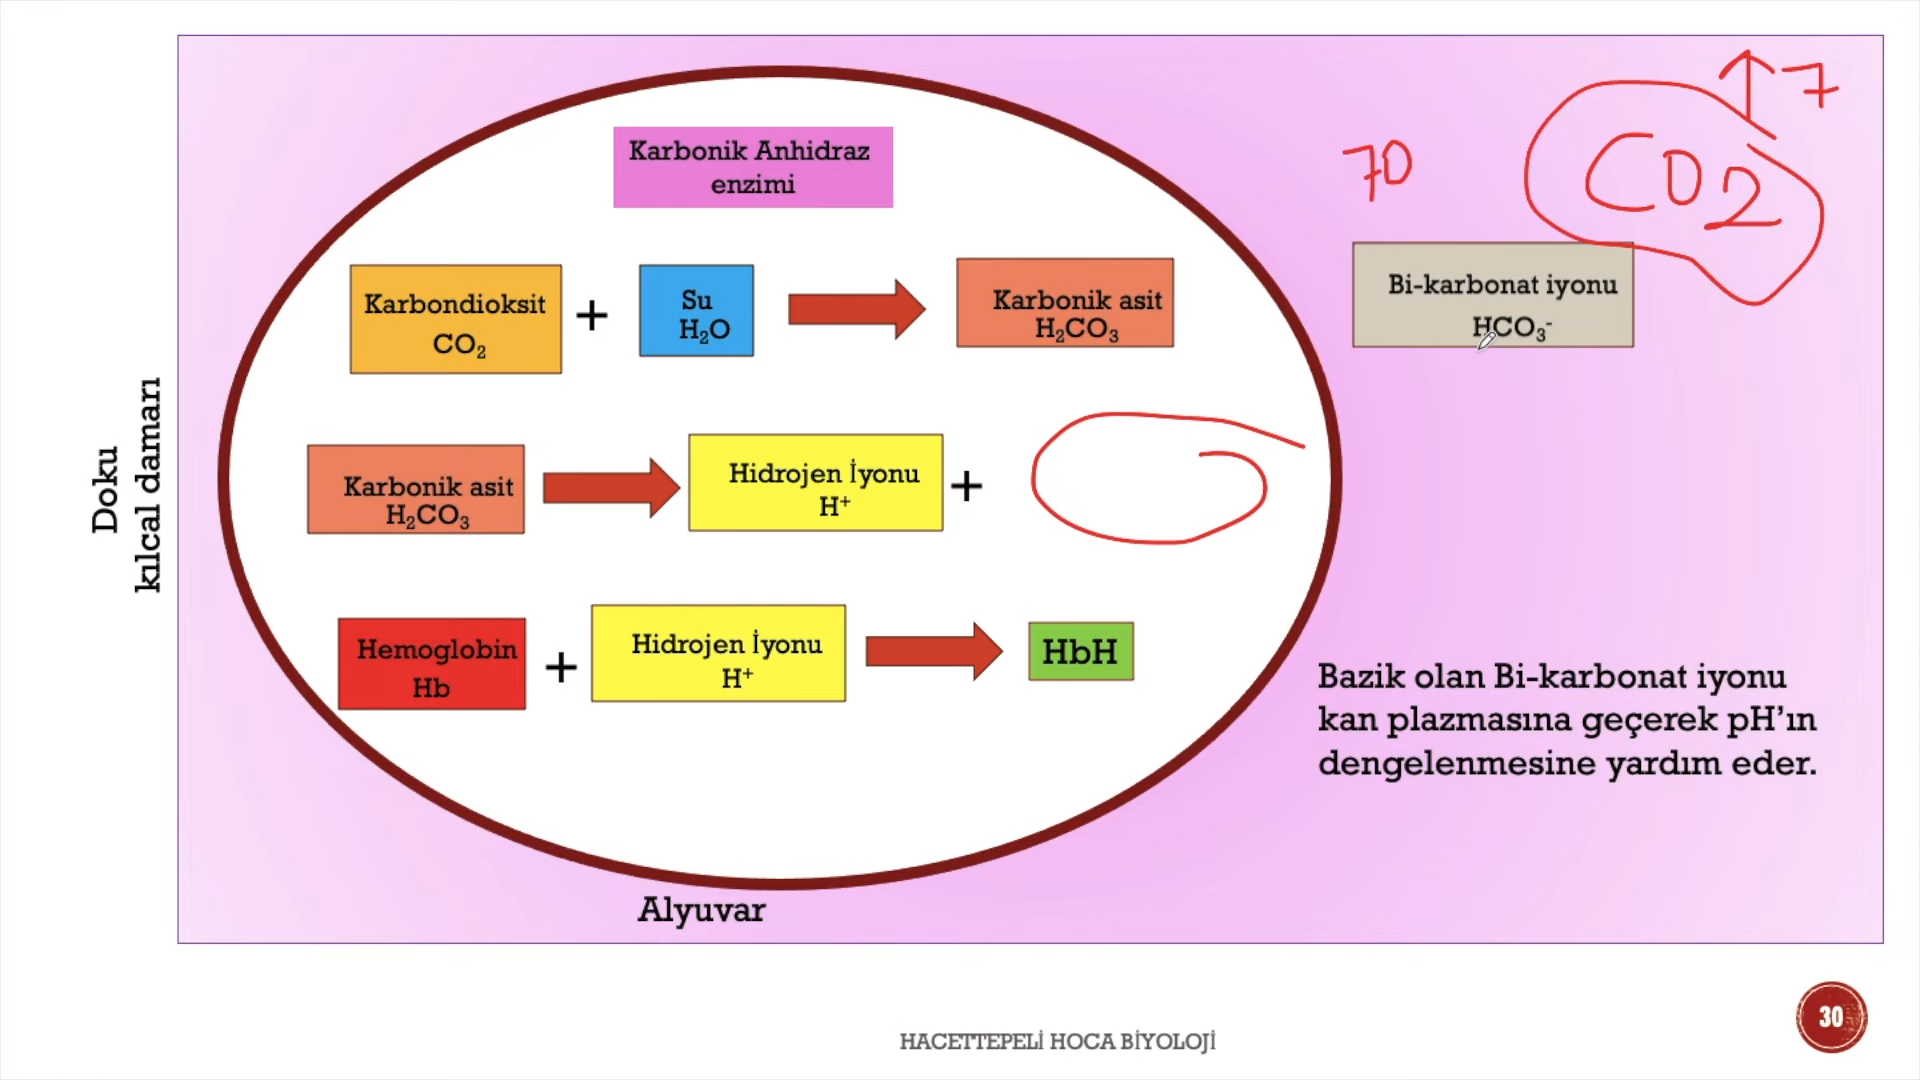 Doku
kılcal damarı
Karbonik Anhidraz
enzimi
↑ 7
70
CO2
Karbondioksit
CO₂
+
Su
H₂O
Karbonik asit
H₂CO₃
Bi-karbonat iyonu
HCO₃⁻
Karbonik asit
H₂CO₃
Hidrojen İyonu
H⁺
+
Hemoglobin
Hb
+
Hidrojen İyonu
H⁺
HbH
Bazik olan Bi-karbonat iyonu
kan plazmasına geçerek pH’ın
dengelenmesine yardım eder.
Alyuvar
30
HACETTEPELİ HOCA BİYOLOJİ